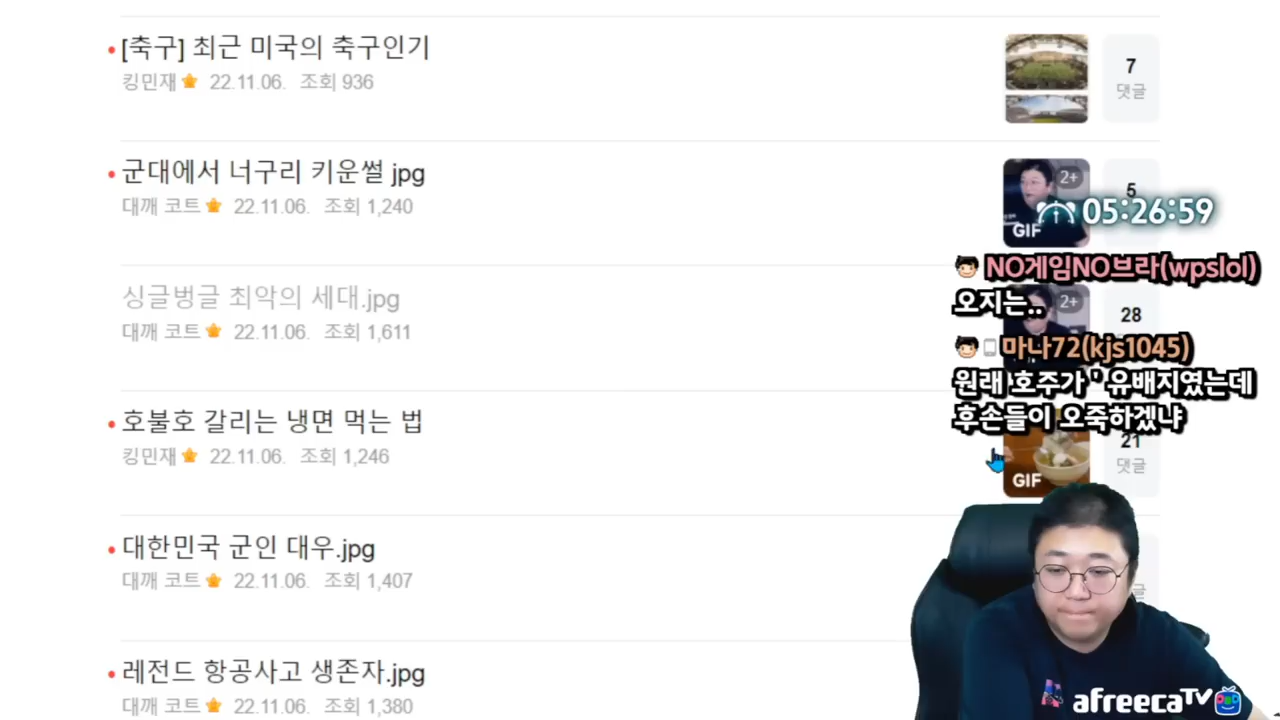 [축구] 최근 미국의 축구인기
킹민재 22.11.06. 조회 936
7
댓글
군대에서 너구리 키운썰 jpg
대깨 코트 22.11.06. 조회 1,240
2+
GIF
5
05:26:59
싱글벙글 최악의 세대.jpg
대깨 코트 22.11.06. 조회 1,611
2+
28
NO게임NO브라(wpslol)
오지는..
마나72(kjs1045)
원래 호주가 ' 유배지였는데
후손들이 오죽하겠냐
호불호 갈리는 냉면 먹는 법
킹민재 22.11.06. 조회 1,246
GIF
21
댓글
대한민국 군인 대우.jpg
대깨 코트 22.11.06. 조회 1,407
글
레전드 항공사고 생존자.jpg
대깨 코트 22.11.06. 조회 1,380
afreecaTV